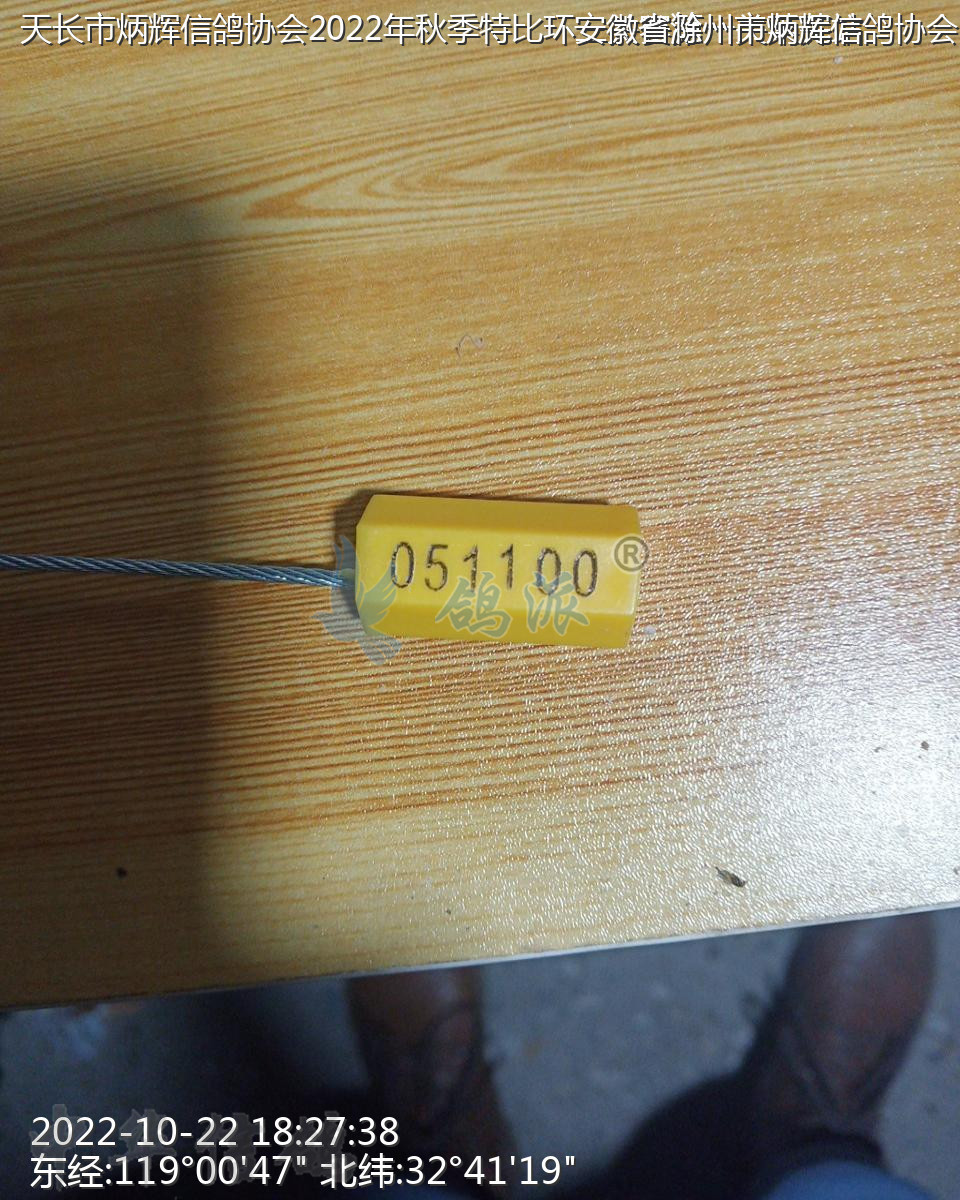 天长市炳辉信鸽协会2022年秋季特比环安徽省滁州市炳辉信鸽协会
051100
®
鸽派
2022-10-22 18:27:38
东经:119°00'47" 北纬:32°41'19"